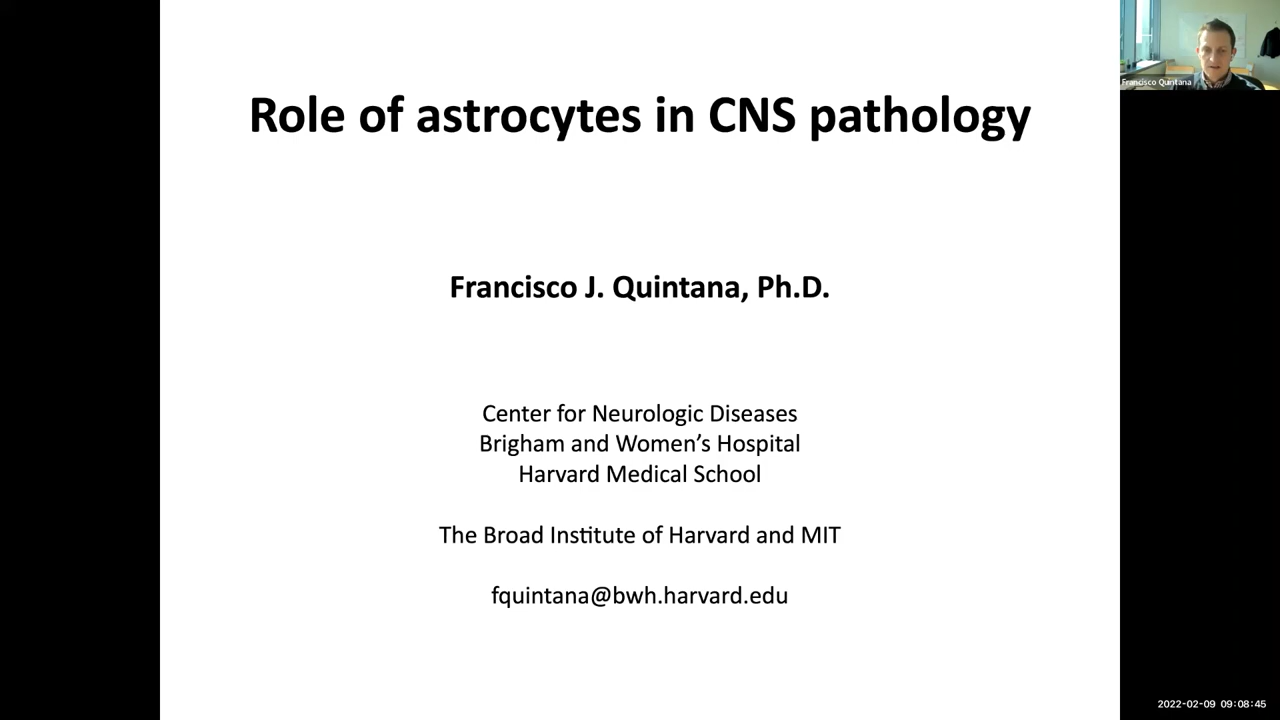 Role of astrocytes in CNS pathology
Francisco J. Quintana, Ph.D.
Center for Neurologic Diseases
Brigham and Women's Hospital
Harvard Medical School
The Broad Institute of Harvard and MIT
fquintana@bwh.harvard.edu
Francisco Quintana
2022-02-09 09:08:45